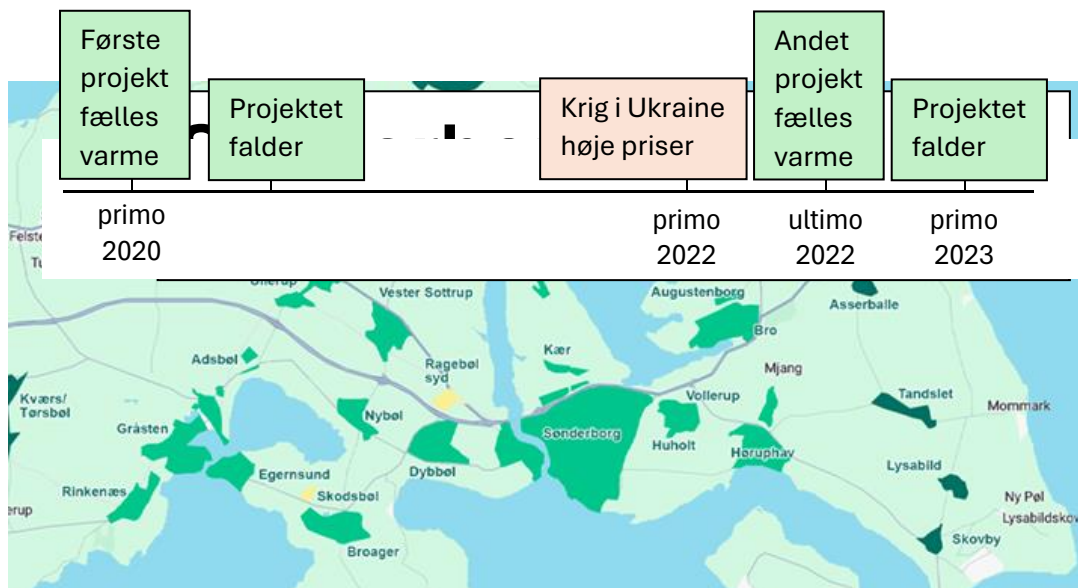 Første
projekt
fælles
varme
Projektet
falder
Krig i Ukraine
høje priser
Andet
projekt
fælles
varme
Projektet
falder
primo
2020
primo
2022
ultimo
2022
primo
2023
Vester Sottrup
Augustenborg
Asserballe
Bro
Adsbøl
Ragebøl
syd
Kær
Mjang
Kværs/
Tørsbøl
Nybøl
Vollerup
Tandslet
Mommark
Gråsten
Sønderborg
Huholt
Høruphav
Dybbøl
Lysabild
Egernsund
Rinkenæs
Skodsbøl
Ny Pøl
Lysabildskov
Broager
Skovby